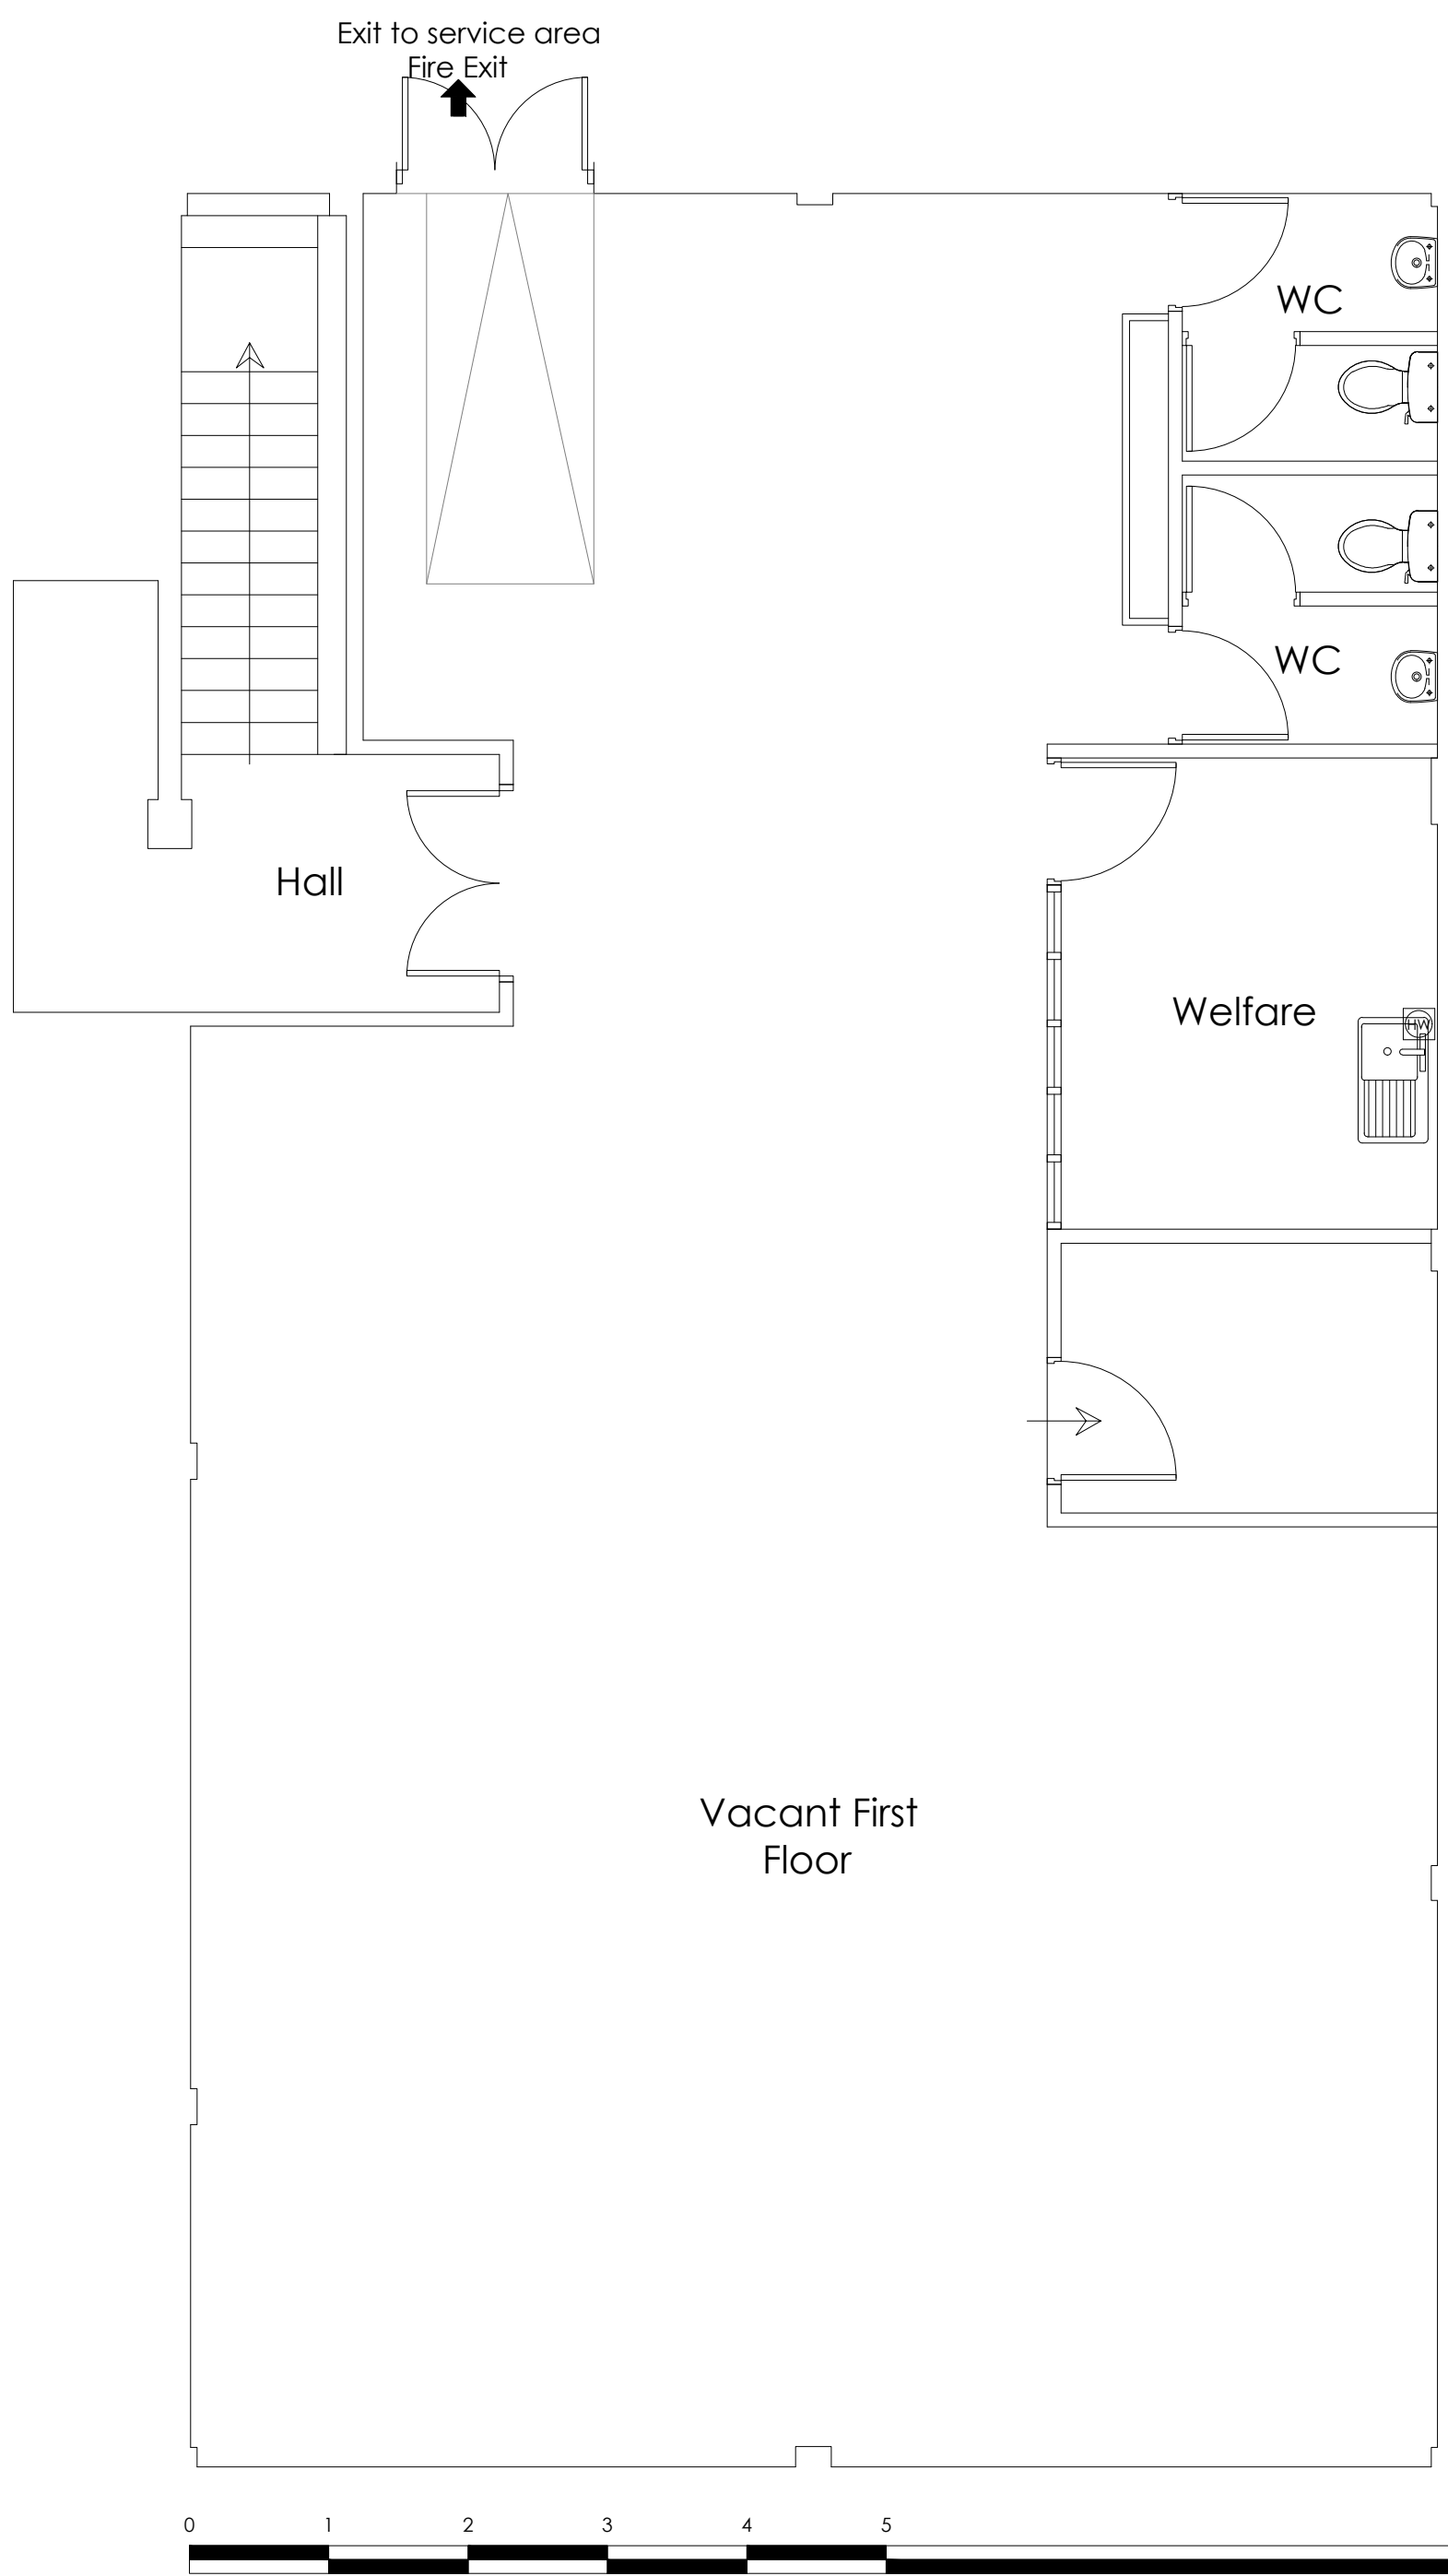 Exit to service area
Fire Exit
WC
WC
Hall
Welfare
HW
Vacant First
Floor
0 1 2 3 4 5